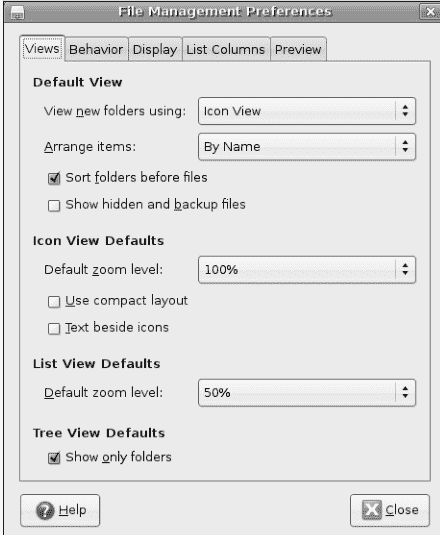 File Management Preferences
Views Behavior Display List Columns Preview
Default View
View new folders using: Icon View
Arrange items: By Name
Sort folders before files
Show hidden and backup files
Icon View Defaults
Default zoom level: 100%
Use compact layout
Text beside icons
List View Defaults
Default zoom level: 50%
Tree View Defaults
Show only folders
Help Close